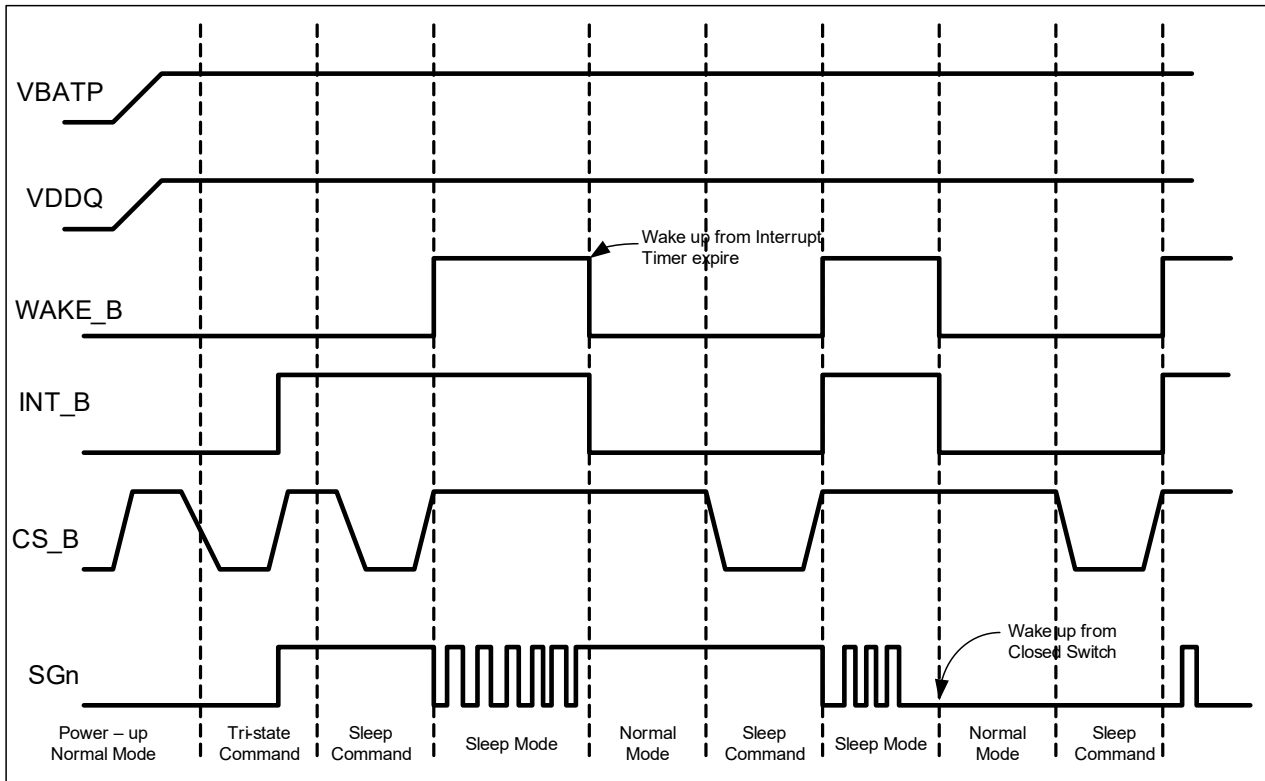 VBATP
VDDQ
Wake up from Interrupt
Timer expire
WAKE_B
INT_B
CS_B
Wake up from
Closed Switch
SGn
Power – up
Normal Mode
Tri-state
Command
Sleep
Command
Sleep Mode
Normal
Mode
Sleep
Command
Sleep Mode
Normal
Mode
Sleep
Command